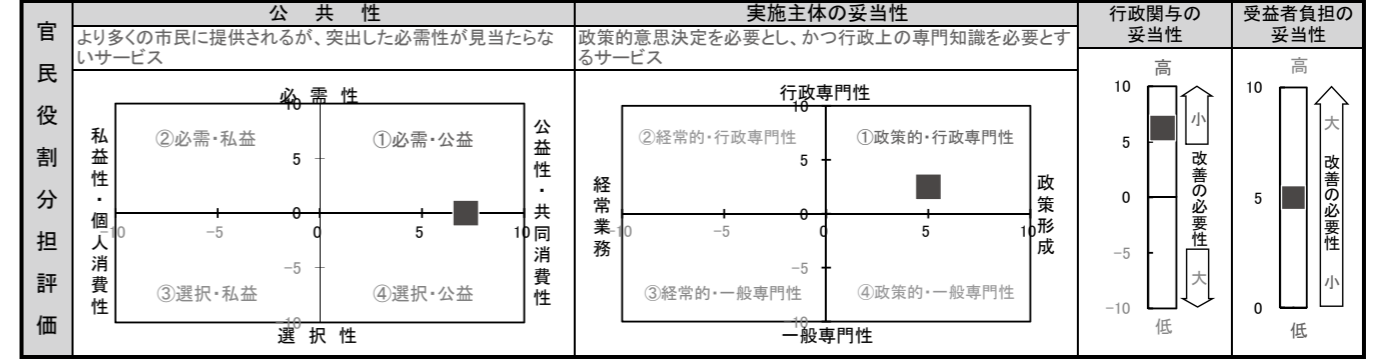 官民役割分担評価
公 共 性
より多くの市民に提供されるが、突出した必需性が見当たらな
いサービス
必 需 性
10
②必需・私益
①必需・公益
5
私益性・個人消費性
公益性・共同消費性
0
-10
-5
0
5
10
-5
③選択・私益
④選択・公益
-10
選 択 性
実施主体の妥当性
政策的意思決定を必要とし、かつ行政上の専門知識を必要とす
るサービス
行政専門性
10
②経常的・行政専門性
①政策的・行政専門性
5
経常業務
政策形成
0
-10
-5
0
5
10
-5
③経常的・一般専門性
④政策的・一般専門性
-10
一般専門性
行政関与の
妥当性
高
10
5
0
-5
-10
低
小
改善の必要性
大
受益者負担の
妥当性
高
10
5
0
低
大
改善の必要性
小